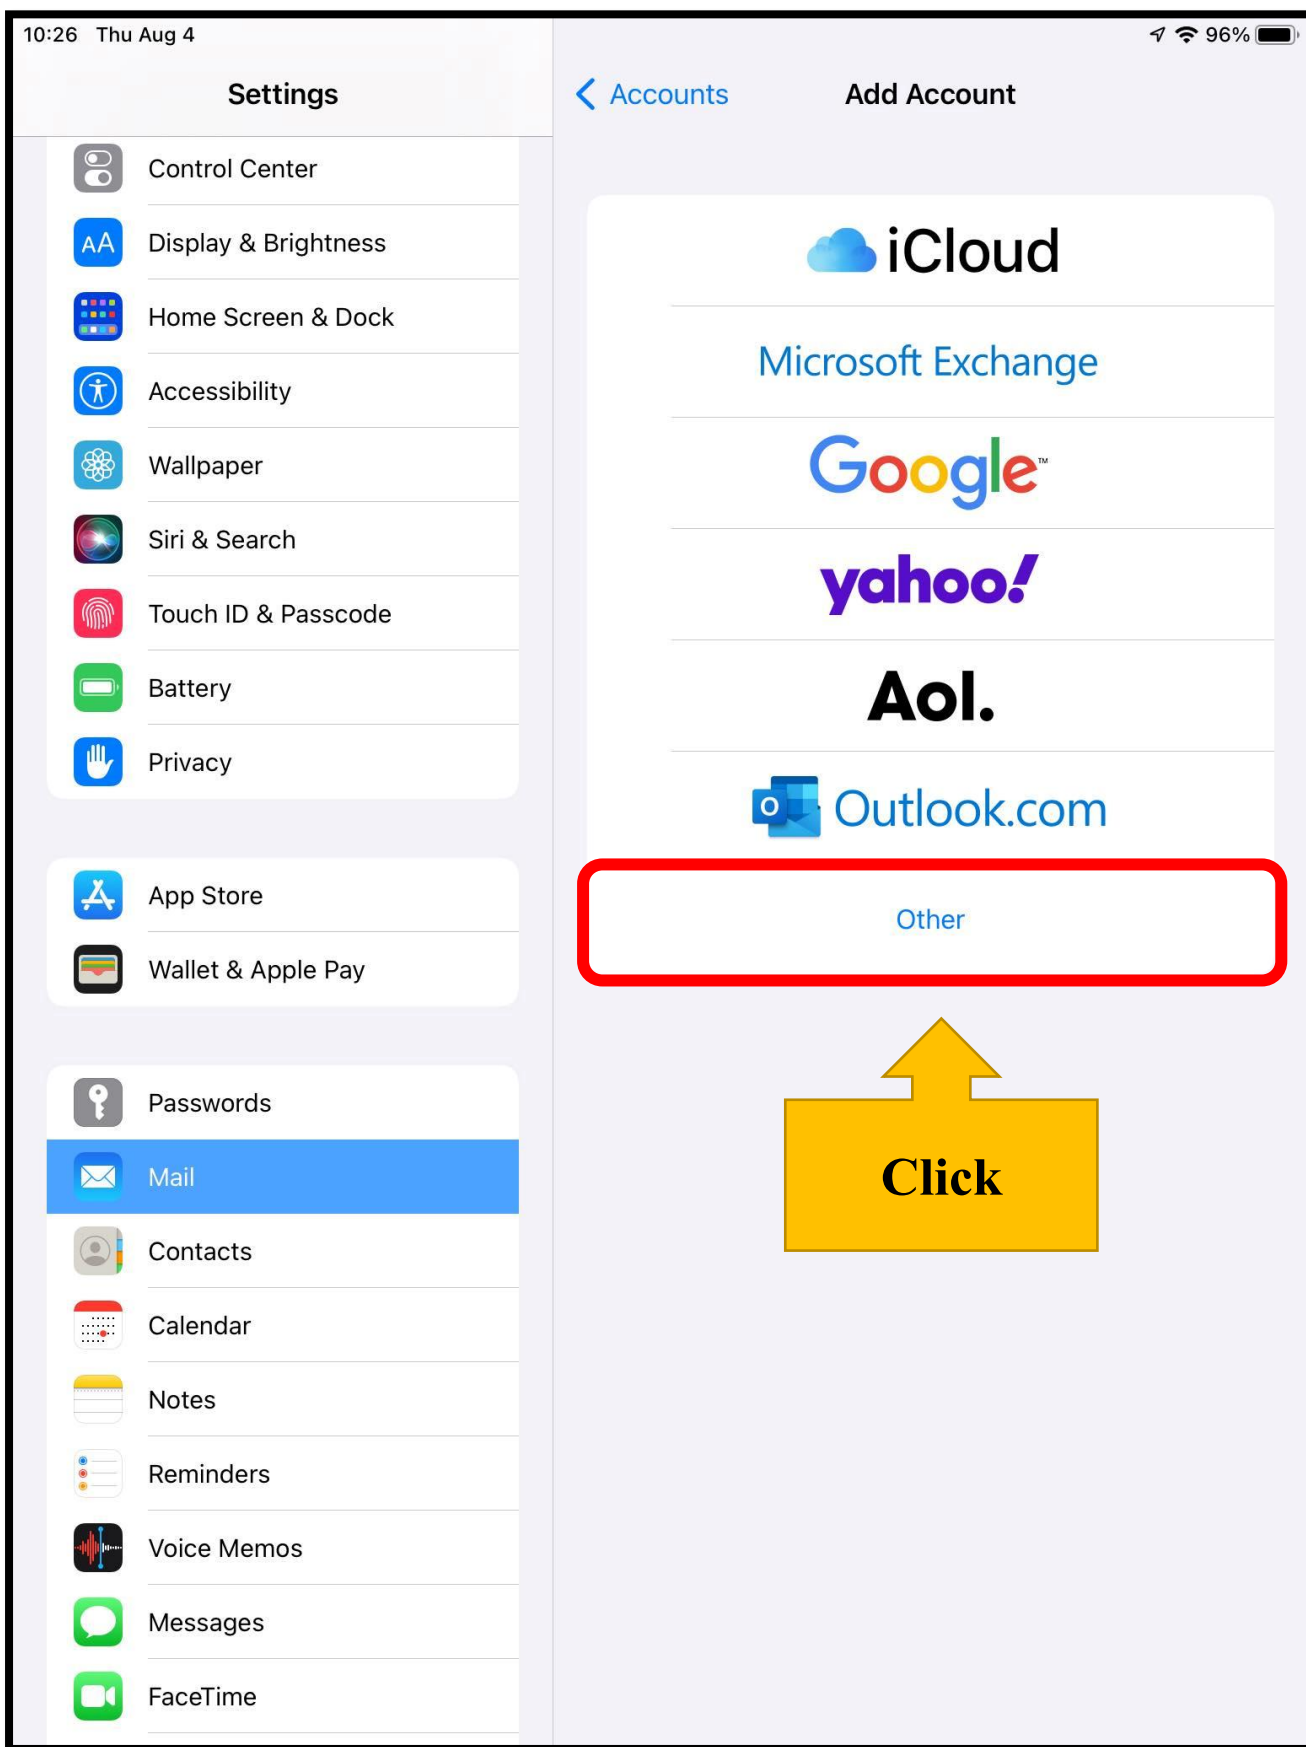 10:26 Thu Aug 4
96%
Settings
Accounts
Add Account
Control Center
AA
Display & Brightness
Home Screen & Dock
Accessibility
Wallpaper
Siri & Search
Touch ID & Passcode
Battery
Privacy
App Store
Wallet & Apple Pay
Passwords
Mail
Contacts
Calendar
Notes
Reminders
Voice Memos
Messages
FaceTime
iCloud
Microsoft Exchange
Google™
yahoo!
Aol.
O Outlook.com
Other
Click